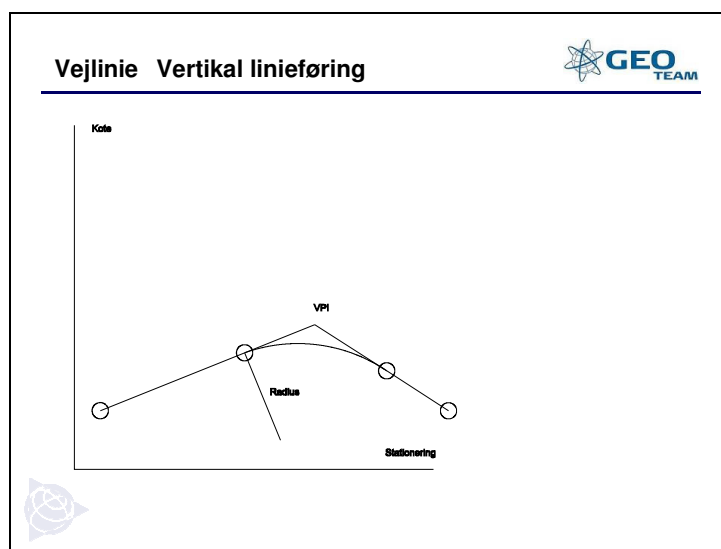 Vejlinie Vertikal linieføring
GEO
TEAM
Kote
VPI
Radius
Stationering